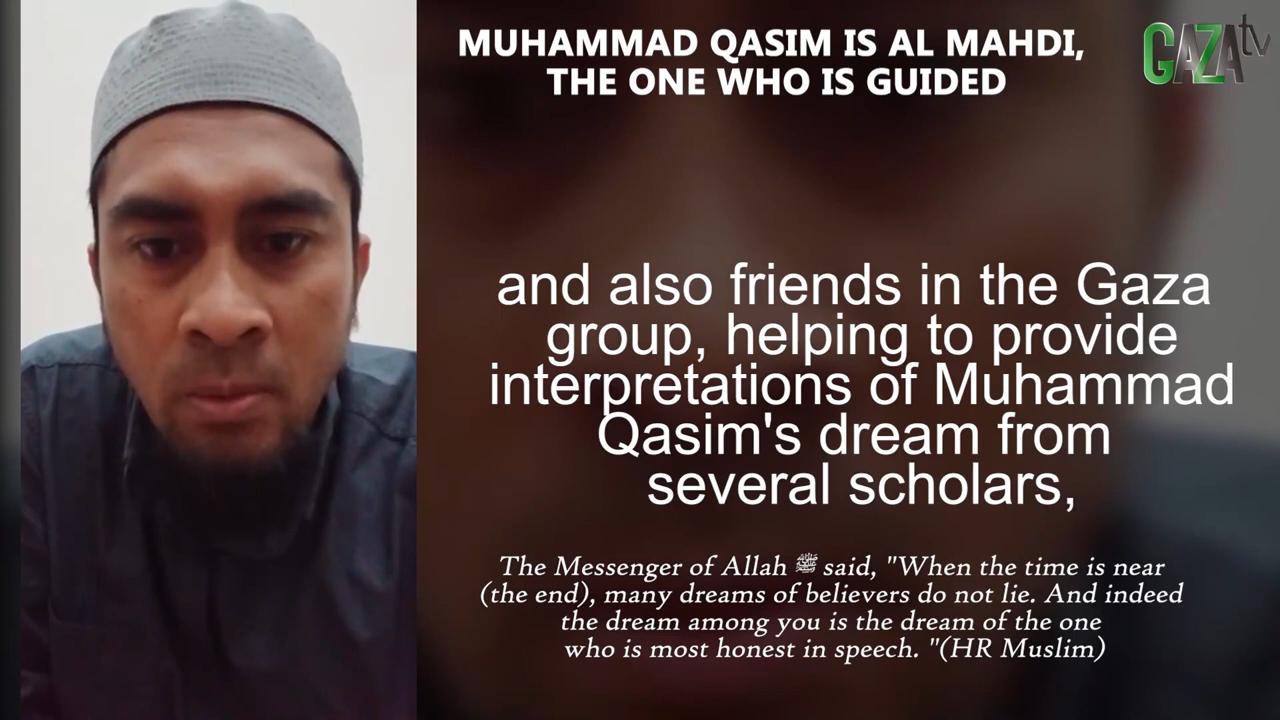 MUHAMMAD QASIM IS AL MAHDI,
THE ONE WHO IS GUIDED
GAZA tv
and also friends in the Gaza
group, helping to provide
interpretations of Muhammad
Qasim's dream from
several scholars,
The Messenger of Allah ﷺ said, "When the time is near
(the end), many dreams of believers do not lie. And indeed
the dream among you is the dream of the one
who is most honest in speech. "(HR Muslim)